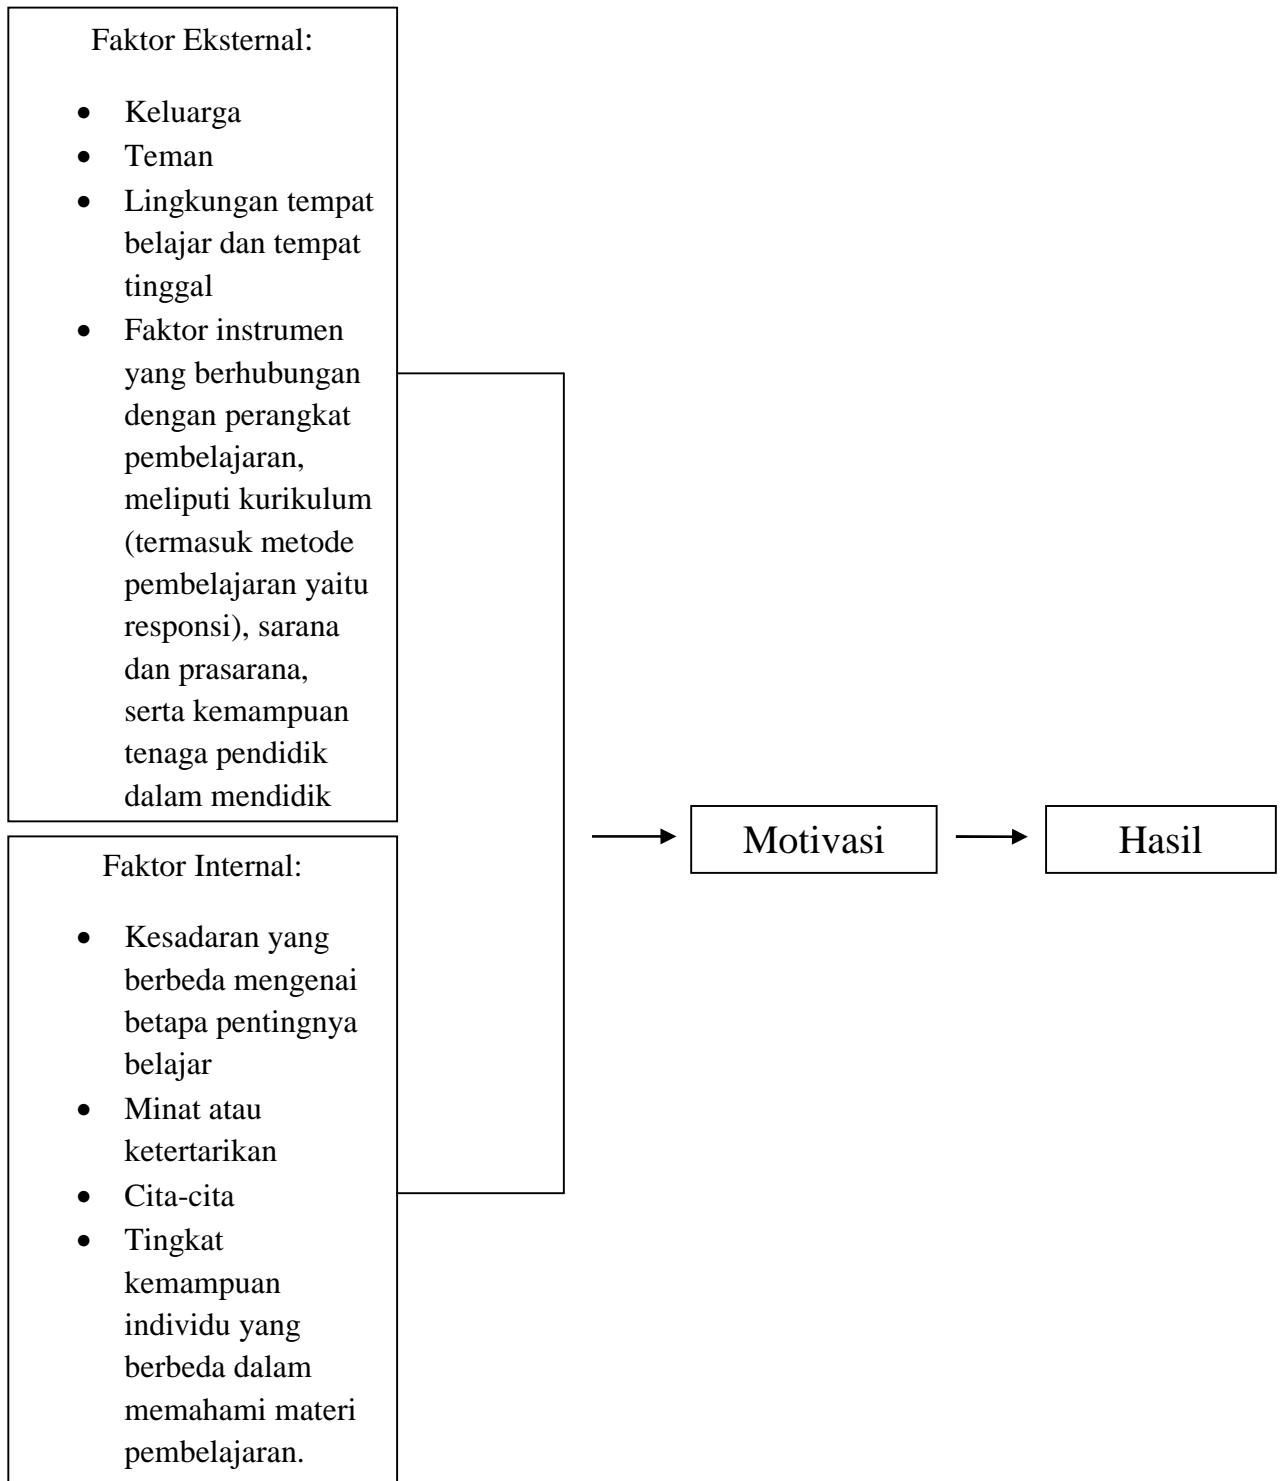 Faktor Eksternal:
• Keluarga
• Teman
• Lingkungan tempat
belajar dan tempat
tinggal
• Faktor instrumen
yang berhubungan
dengan perangkat
pembelajaran,
meliputi kurikulum
(termasuk metode
pembelajaran yaitu
responsi), sarana
dan prasarana,
serta kemampuan
tenaga pendidik
dalam mendidik
Faktor Internal:
• Kesadaran yang
berbeda mengenai
betapa pentingnya
belajar
• Minat atau
ketertarikan
• Cita-cita
• Tingkat
kemampuan
individu yang
berbeda dalam
memahami materi
pembelajaran.
Motivasi
Hasil